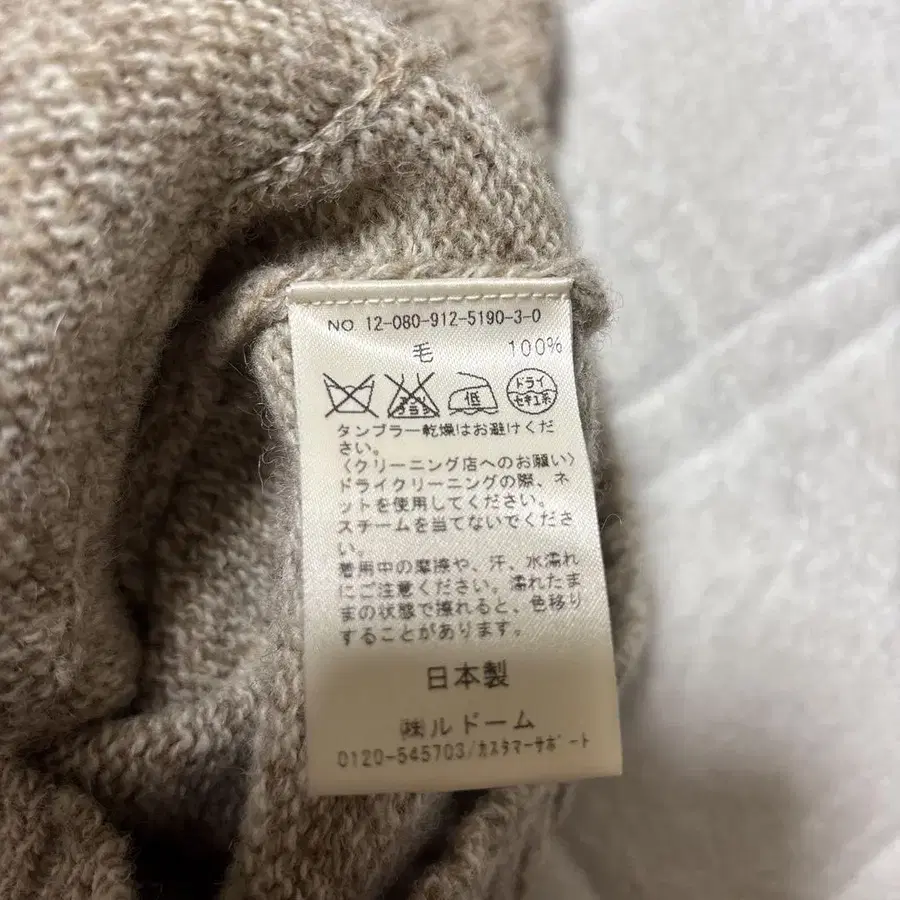 NO. 12-080-912-5190-3-0
毛 100%
低 ドライ
セキユ系
タンブラー乾燥はお避けくだ
さい。
〈クリーニング店へのお願い〉
ドライクリーニングの際、ネ
ットを使用してください。
スチームを当てないでくださ
い。
着用中の摩擦や、汗、水濡れ
にご注意ください。濡れたま
まの状態で擦れると、色移り
することがあります。
日本製
㈱ルドーム
0120-545703/カスタマーサポート